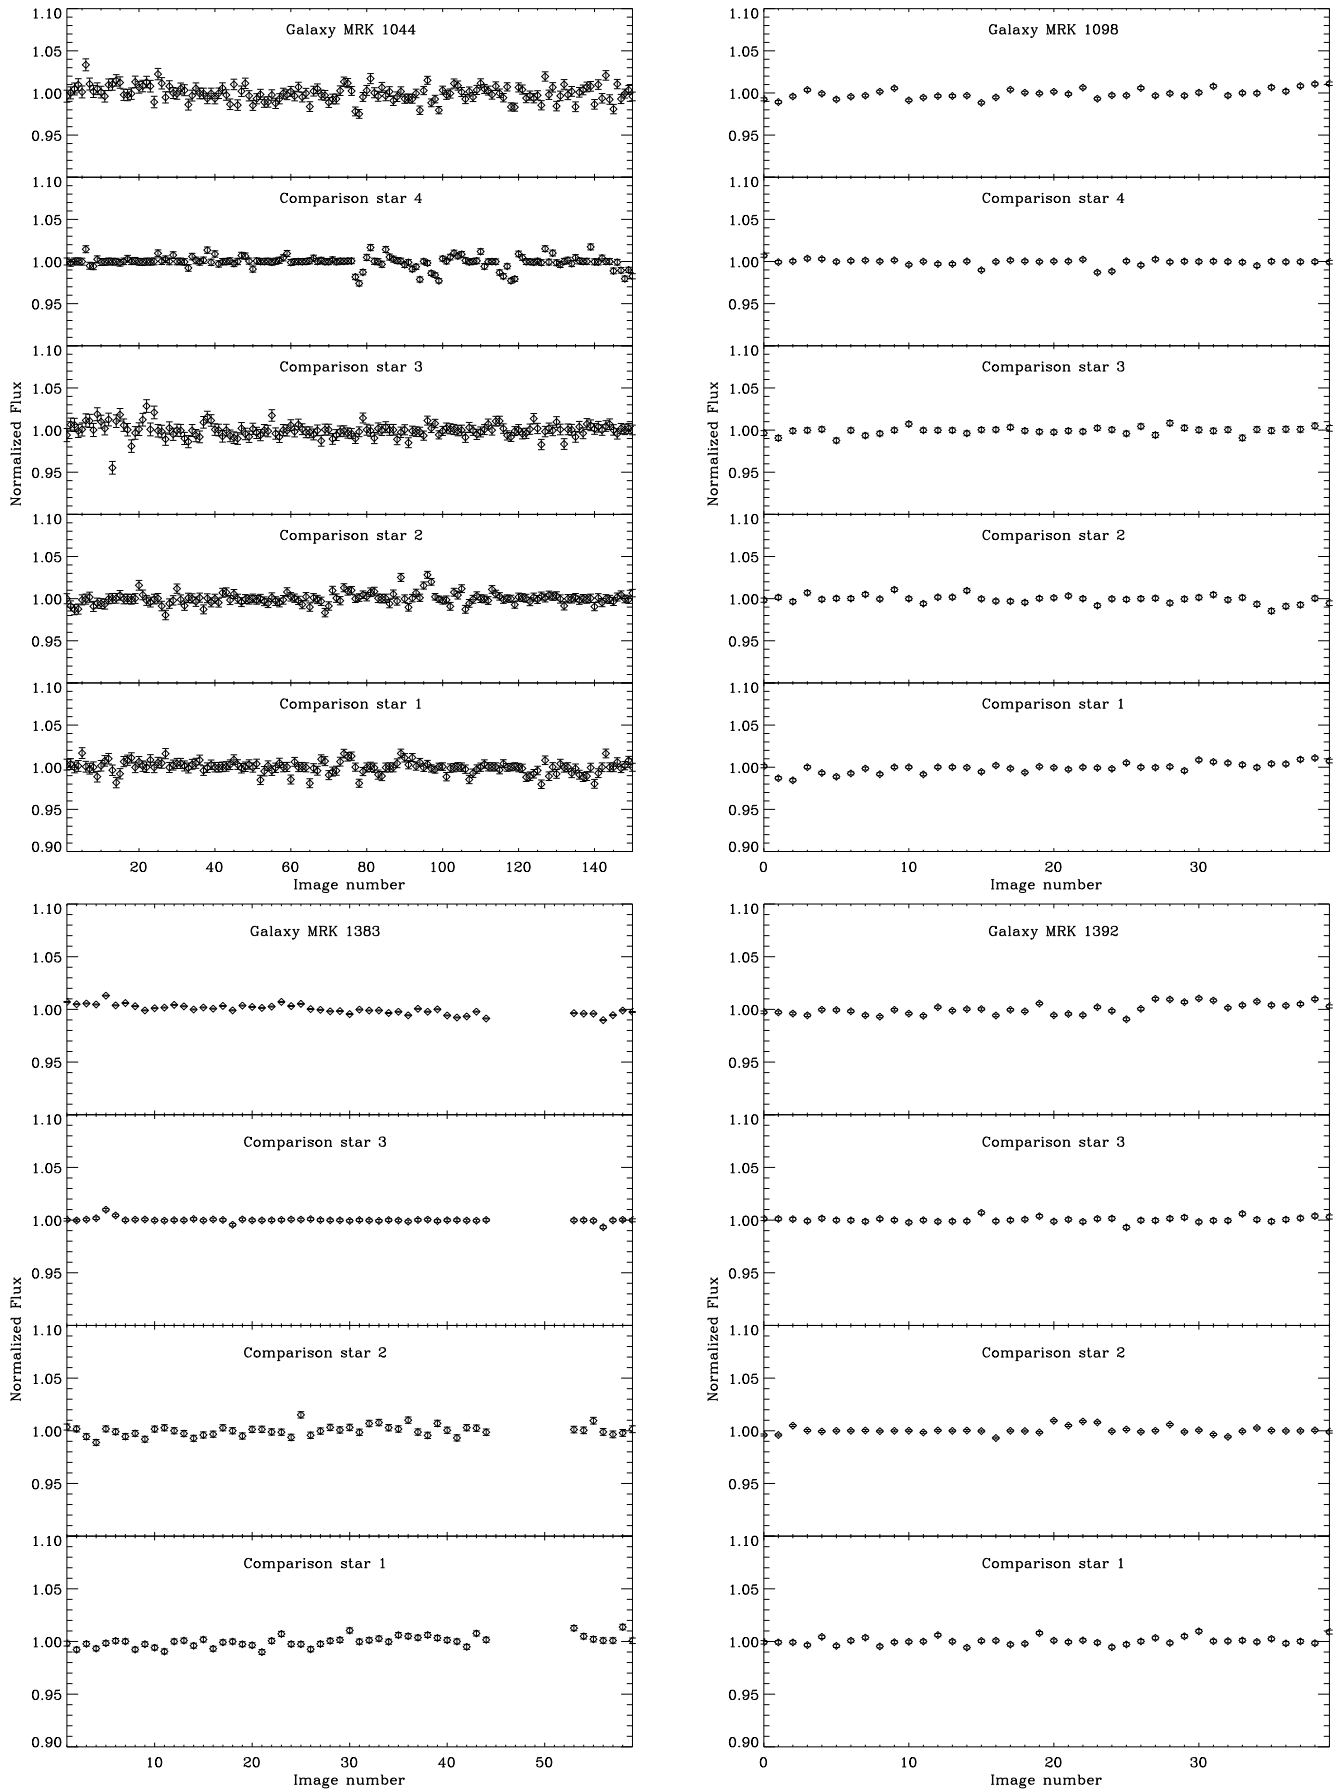 Galaxy MRK 1044
1.10
1.05
1.00
0.95
Comparison star 4
1.10
1.05
1.00
0.95
Comparison star 3
1.10
1.05
1.00
0.95
Comparison star 2
1.10
1.05
1.00
0.95
Comparison star 1
1.10
1.05
1.00
0.95
0.90
Normalized Flux
20 40 60 80 100 120 140
Image number
Galaxy MRK 1098
1.10
1.05
1.00
0.95
Comparison star 4
1.10
1.05
1.00
0.95
Comparison star 3
1.10
1.05
1.00
0.95
Comparison star 2
1.10
1.05
1.00
0.95
Comparison star 1
1.10
1.05
1.00
0.95
0.90
Normalized Flux
0 10 20 30
Image number
Galaxy MRK 1383
1.10
1.05
1.00
0.95
Comparison star 3
1.10
1.05
1.00
0.95
Comparison star 2
1.10
1.05
1.00
0.95
Comparison star 1
1.10
1.05
1.00
0.95
0.90
Normalized Flux
10 20 30 40 50
Image number
Galaxy MRK 1392
1.10
1.05
1.00
0.95
Comparison star 3
1.10
1.05
1.00
0.95
Comparison star 2
1.10
1.05
1.00
0.95
Comparison star 1
1.10
1.05
1.00
0.95
0.90
Normalized Flux
0 10 20 30
Image number